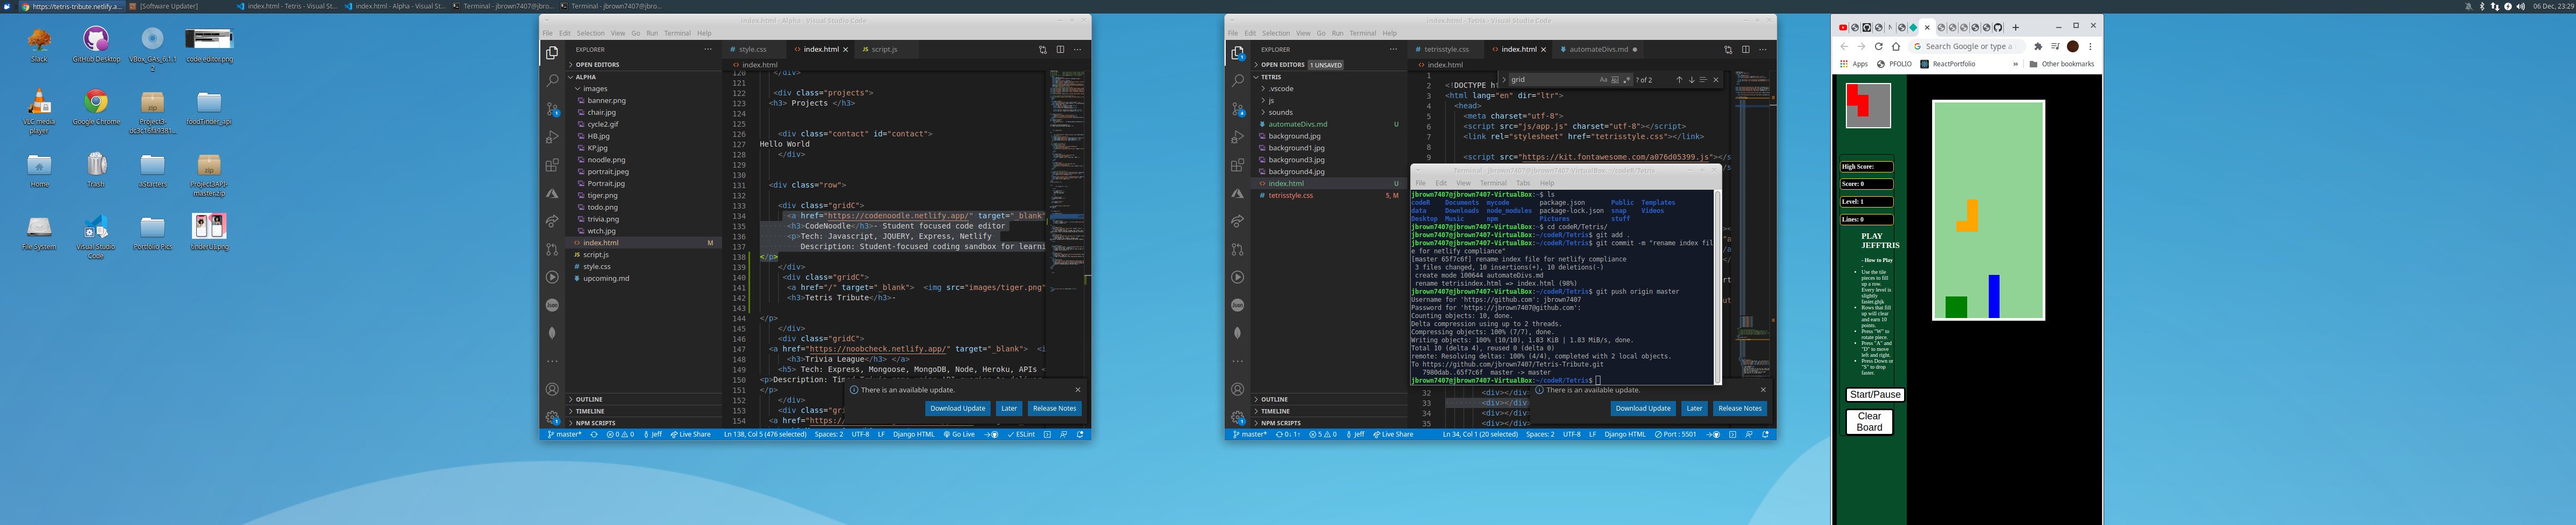 https://tetris-tribute.netlify.a...
[Software Updater]
index.html - Tetris - Visual St...
index.html - Alpha - Visual St...
Terminal - jbrown7407@jbro...
Terminal - jbrown7407@jbro...
06 Dec, 23:29
Slack
GitHub Desktop
VBox_GAs_6.1.1
2
code editor.png
VLC media
player
Google Chrome
Project3-
dc3c16fa9381...
foodTinder_api
Home
Trash
iAStarters
Project3API-
master.zip
File System
Visual Studio
Code
Portfolio Pics
tinderUI.png
index.html - Alpha - Visual Studio Code
File Edit Selection View Go Run Terminal Help
EXPLORER
style.css
index.html
script.js
OPEN EDITORS
index.html
ALPHA
images
banner.png
chair.jpg
cycle2.gif
HB.jpg
KP.jpg
noodle.png
portrait.jpeg
Portrait.jpg
tiger.png
todo.png
trivia.png
wtch.jpg
index.html M
script.js
style.css
upcoming.md
OUTLINE
TIMELINE
NPM SCRIPTS
120 </div>
121
122 <div class="projects">
123 <h3> Projects </h3>
124
125
126 <div class="contact" id="contact">
127 Hello World
128 </div>
129
130
131 <div class="row">
132
133 <div class="gridC">
134 <a href="https://codenoodle.netlify.app/" target="_blank"
135 <h3>CodeNoodle</h3>- Student focused code editor
136 <p>Tech: Javascript, JQUERY, Express, Netlify
137 Description: Student-focused coding sandbox for learni
138 </p>
139 </div>
140 <div class="gridC">
141 <a href="/" target="_blank"> <img src="images/tiger.png"
142 <h3>Tetris Tribute</h3>-
143
144 </p>
145 </div>
146 <div class="gridC">
147 <a href="https://noobcheck.netlify.app/" target="_blank"> <i
148 <h3>Trivia League</h3> </a>
149 <h5> Tech: Express, Mongoose, MongoDB, Node, Heroku, APIs <
150 <p>Description: Tim
151 </p>
152 </div>
153 <div class="gri
154 <a href="https:/
There is an available update.
Download Update
Later
Release Notes
master* 0 0 Jeff Live Share Ln 138, Col 5 (476 selected) Spaces: 2 UTF-8 LF Django HTML Go Live ESLint
index.html - Tetris - Visual Studio Code
File Edit Selection View Go Run Terminal Help
EXPLORER
tetrisstyle.css
index.html
automateDivs.md
OPEN EDITORS 1 UNSAVED
index.html
TETRIS
.vscode
js
sounds
automateDivs.md U
background.jpg
background1.jpg
background3.jpg
background4.jpg
index.html U
tetrisstyle.css 5, M
OUTLINE
TIMELINE
NPM SCRIPTS
grid
? of 2
1
2 <!DOCTYPE ht
3 <html lang="en" dir="ltr">
4 <head>
5 <meta charset="utf-8">
6 <script src="js/app.js" charset="utf-8"></script>
7 <link rel="stylesheet" href="tetrisstyle.css"></link>
8
9 <script src="https://kit.fontawesome.com/a076d05399.js"></s
Terminal - jbrown7407@jbrown7407-VirtualBox: ~/codeR/Tetris
File Edit View Terminal Tabs Help
jbrown7407@jbrown7407-VirtualBox:~$ ls
codeR Documents mycode package.json Public Templates
data Downloads node_modules package-lock.json snap Videos
Desktop Music npm Pictures stuff
jbrown7407@jbrown7407-VirtualBox:~$ cd codeR/Tetris/
jbrown7407@jbrown7407-VirtualBox:~/codeR/Tetris$ git add .
jbrown7407@jbrown7407-VirtualBox:~/codeR/Tetris$ git commit -m "rename index fil
e for netlify compliance"
[master 65f7c6f] rename index file for netlify compliance
3 files changed, 10 insertions(+), 10 deletions(-)
create mode 100644 automateDivs.md
rename tetrisindex.html => index.html (98%)
jbrown7407@jbrown7407-VirtualBox:~/codeR/Tetris$ git push origin master
Username for 'https://github.com': jbrown7407
Password for 'https://jbrown7407@github.com':
Counting objects: 10, done.
Delta compression using up to 2 threads.
Compressing objects: 100% (7/7), done.
Writing objects: 100% (10/10), 1.83 KiB | 1.83 MiB/s, done.
Total 10 (delta 4), reused 0 (delta 0)
remote: Resolving deltas: 100% (4/4), completed with 2 local objects.
To https://github.com/jbrown7407/Tetris-Tribute.git
7980dab..65f7c6f master -> master
jbrown7407@jbrown7407-VirtualBox:~/codeR/Tetris$
32 <div></div>
33 <div></div>
34 <div></div>
35 <div></div>
There is an available update.
Download Update
Later
Release Notes
master* 0↓ 1↑ 5 0 Jeff Live Share Ln 34, Col 1 (20 selected) Spaces: 2 UTF-8 LF Django HTML Port : 5501
Search Google or type a
Apps
PFOLIO
ReactPortfolio
»
Other bookmarks
High Score:
Score: 0
Level: 1
Lines: 0
PLAY
JEFFTRIS
- How to Play
Use the tile
pieces to fill
up a row.
Every level is
slightly
faster.ghjk
Rows that fill
up will clear
and earn 10
points.
Press "W" to
rotate piece.
Press "A" and
"D" to move
left and right.
Press Down or
"S" to drop
faster.
Start/Pause
Clear
Board